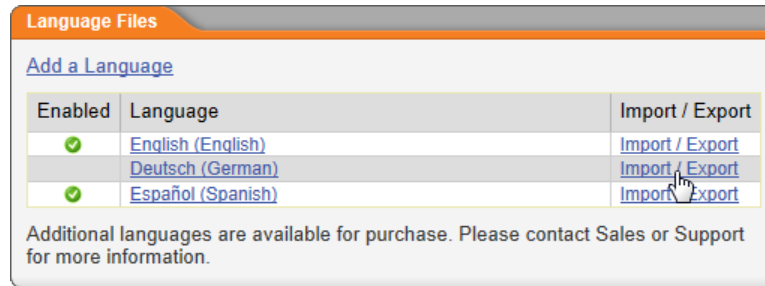 Language Files
Add a Language
Enabled Language Import / Export
English (English) Import / Export
Deutsch (German) Import / Export
Español (Spanish) Import / Export
Additional languages are available for purchase. Please contact Sales or Support
for more information.